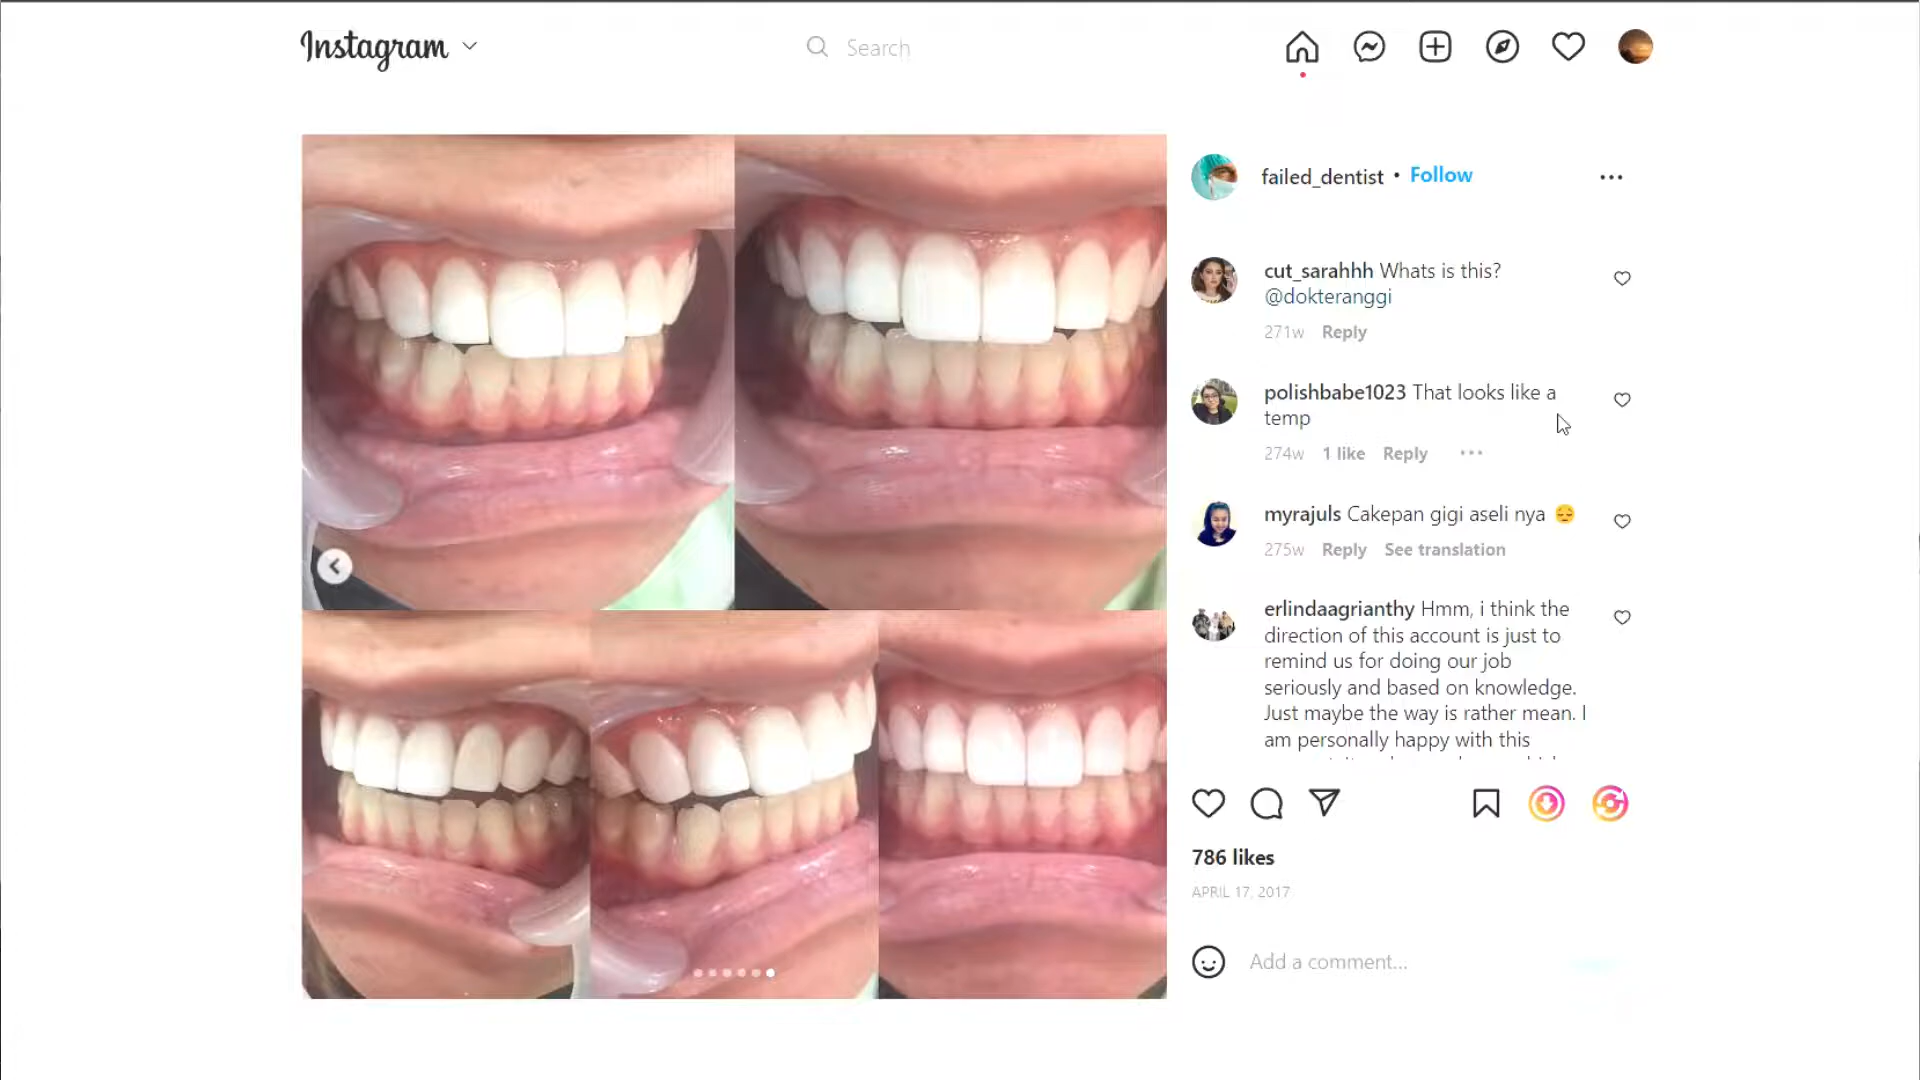 Instagram
Search
failed_dentist • Follow
cut_sarahhh Whats is this?
@dokteranggi
271w Reply
polishbabe1023 That looks like a
temp
274w 1 like Reply
myrajuls Cakepan gigi aseli nya 😔
275w Reply See translation
erlindaagrianthy Hmm, i think the
direction of this account is just to
remind us for doing our job
seriously and based on knowledge.
Just maybe the way is rather mean. I
am personally happy with this
786 likes
APRIL 17, 2017
Add a comment...